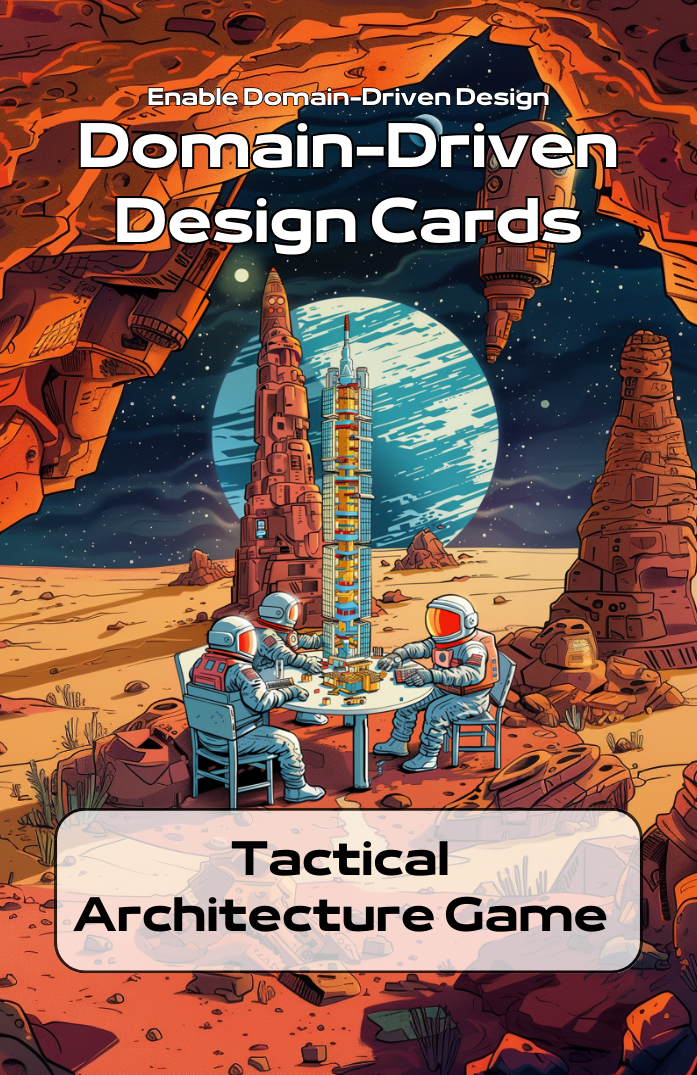 Enable Domain-Driven Design
Domain-Driven
Design Cards
Tactical
Architecture Game